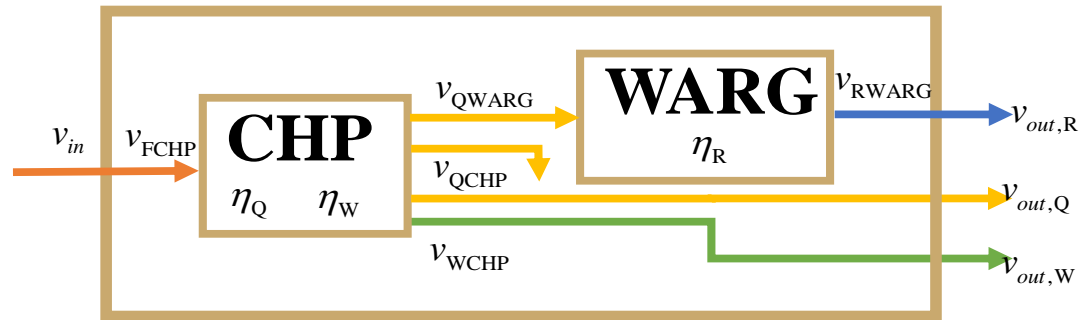 v_in
v_FCHP
CHP
η_Q
η_W
v_QWARG
v_QCHP
v_WCHP
WARG
η_R
v_RWARG
v_out,R
v_out,Q
v_out,W